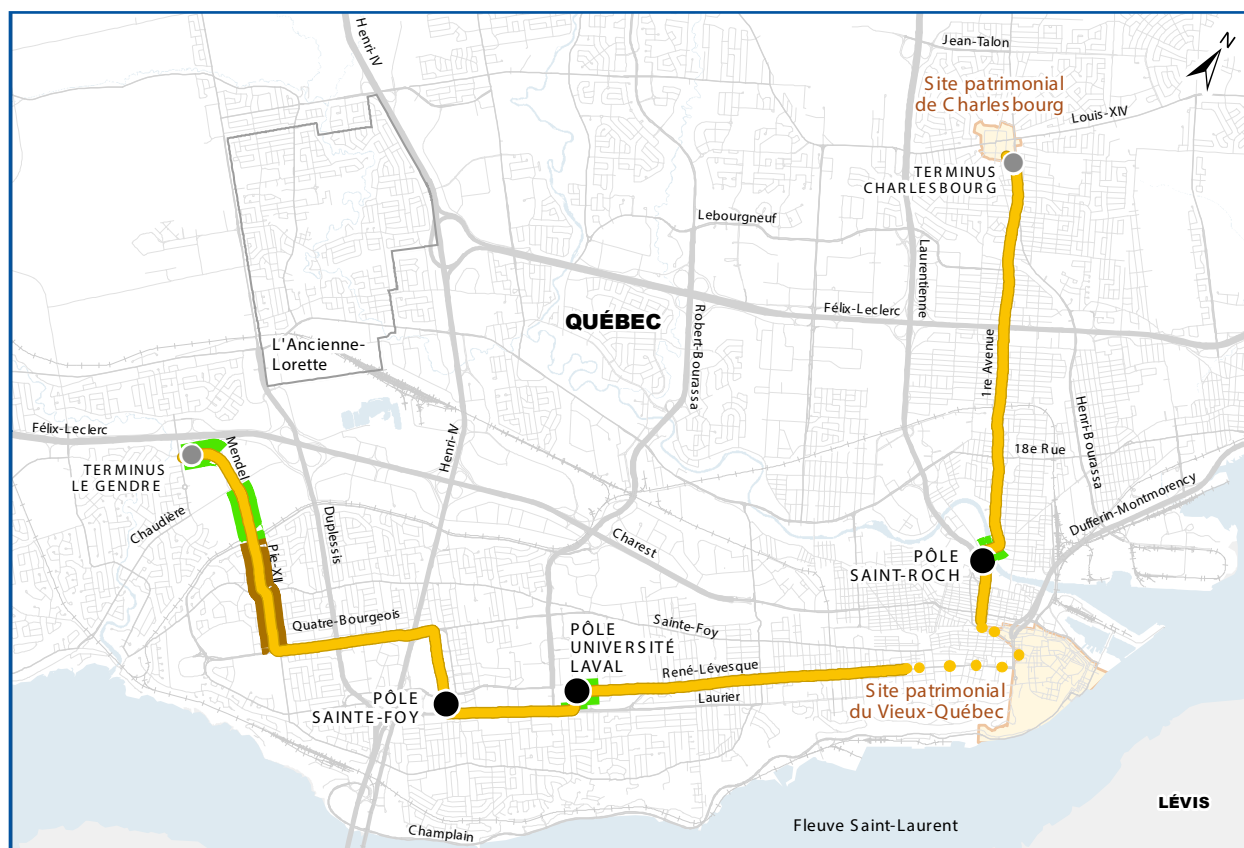 Henri-IV
Jean-Talon
N
Site patrimonial
de Charlesbourg
Louis-XIV
TERMINUS
CHARLESBOURG
Lebourgneuf
Laurentienne
Félix-Leclerc
QUÉBEC
Robert-Bourassa
1re Avenue
L'Ancienne-
Lorette
Henri-Bourassa
Félix-Leclerc
Mendel
Henri-IV
18e Rue
TERMINUS
LE GENDRE
Dufferin-Montmorency
Chaudière
Duplessis
Charest
Pie-XII
PÔLE
SAINT-ROCH
Quatre-Bourgeois
Sainte-Foy
PÔLE
UNIVERSITÉ
LAVAL
René-Lévesque
Laurier
PÔLE
SAINTE-FOY
Site patrimonial
du Vieux-Québec
LÉVIS
Fleuve Saint-Laurent
Champlain